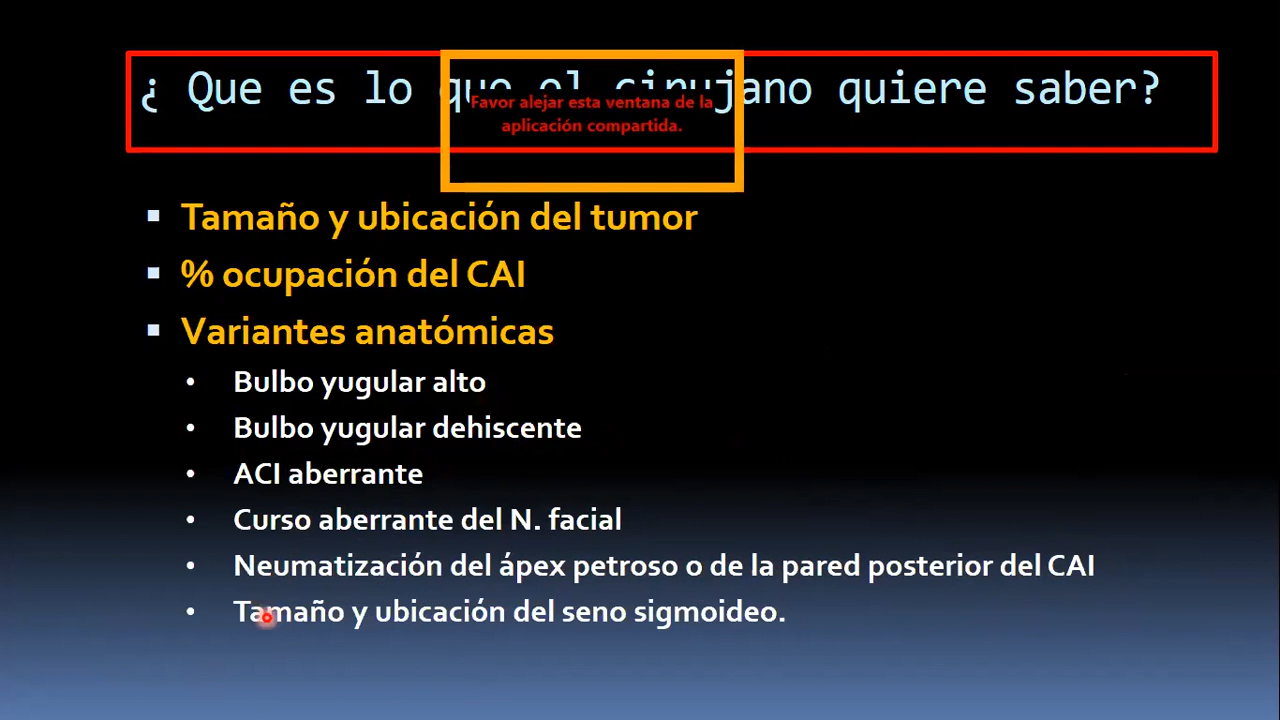 ¿ Que es lo que el cirujano quiere saber?
Favor alejar esta ventana de la
aplicación compartida.
Tamaño y ubicación del tumor
% ocupación del CAI
Variantes anatómicas
Bulbo yugular alto
Bulbo yugular dehiscente
ACI aberrante
Curso aberrante del N. facial
Neumatización del ápex petroso o de la pared posterior del CAI
Tamaño y ubicación del seno sigmoideo.